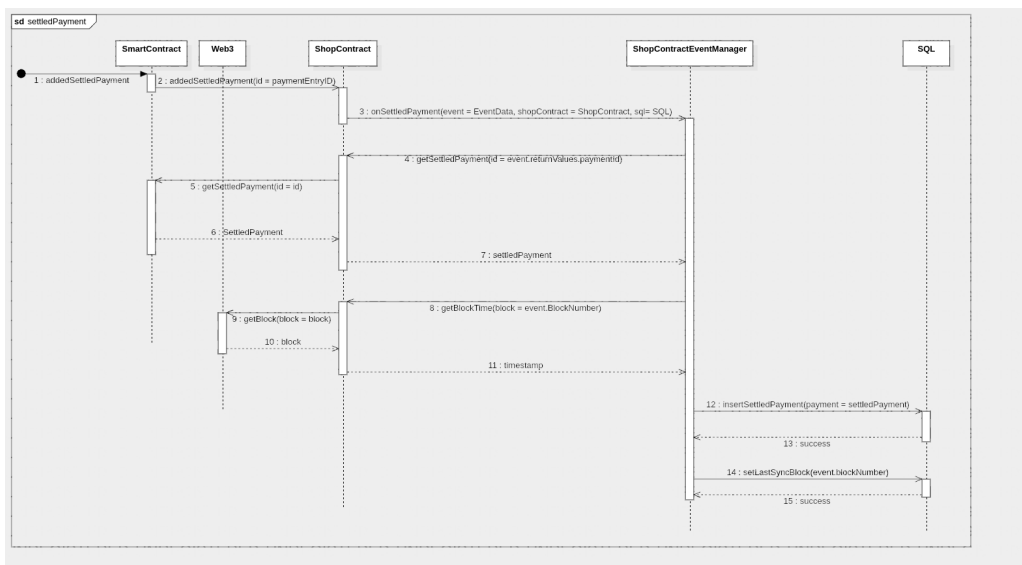 sd settledPayment
SmartContract
Web3
ShopContract
ShopContractEventManager
SQL
1 : addedSettledPayment
2 : addedSettledPayment(id = paymentEntryID)
3 : onSettledPayment(event = EventData, shopContract = ShopContract, sql= SQL)
4 : getSettledPayment(id = event.returnValues.paymentId)
5 : getSettledPayment(id = id)
6 : SettledPayment
7 : settledPayment
8 : getBlockTime(block = event.BlockNumber)
9 : getBlock(block = block)
10 : block
11 : timestamp
12 : insertSettledPayment(payment = settledPayment)
13 : success
14 : setLastSyncBlock(event.blockNumber)
15 : success